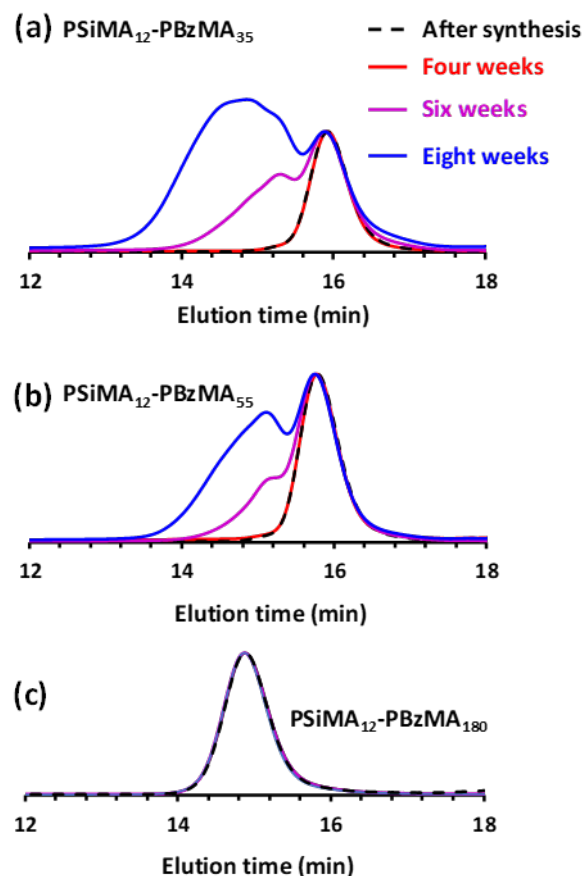 (a) PSiMA₁₂-PBzMA₃₅
After synthesis
Four weeks
Six weeks
Eight weeks
12 14 16 18
Elution time (min)
(b) PSiMA₁₂-PBzMA₅₅
12 14 16 18
Elution time (min)
(c)
PSiMA₁₂-PBzMA₁₈₀
12 14 16 18
Elution time (min)